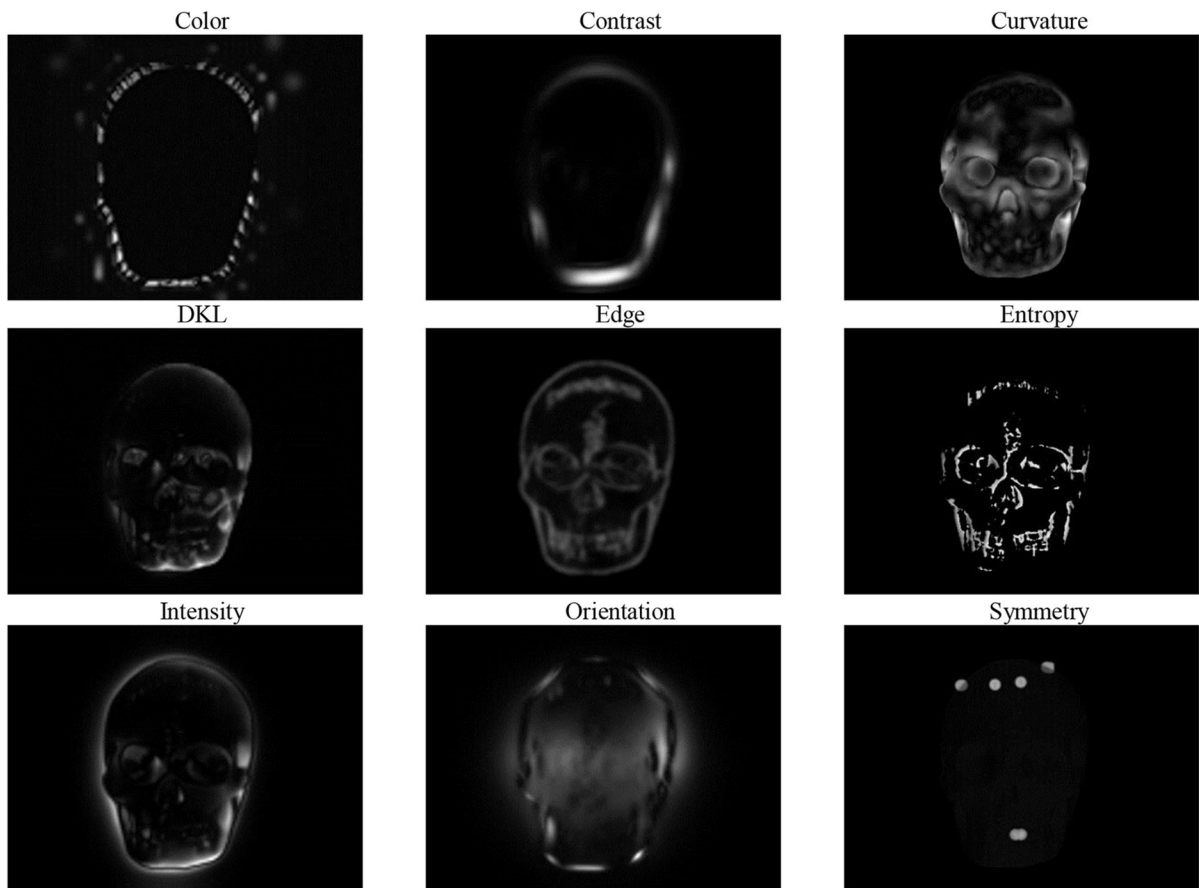 Color
Contrast
Curvature
DKL
Edge
Entropy
Intensity
Orientation
Symmetry